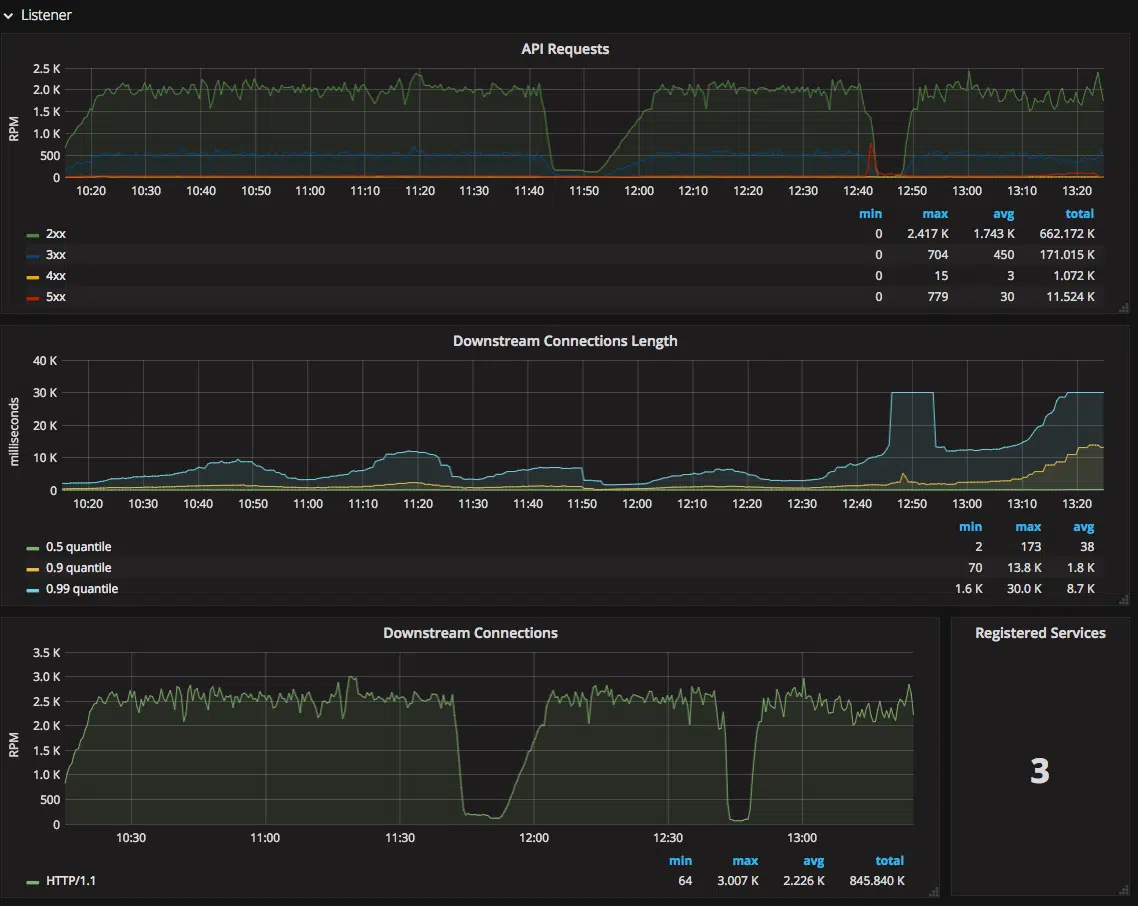 Listener
API Requests
2.5 K
2.0 K
1.5 K
1.0 K
500
0
RPM
10:20 10:30 10:40 10:50 11:00 11:10 11:20 11:30 11:40 11:50 12:00 12:10 12:20 12:30 12:40 12:50 13:00 13:10 13:20
min max avg total
2xx 0 2.417 K 1.743 K 662.172 K
3xx 0 704 450 171.015 K
4xx 0 15 3 1.072 K
5xx 0 779 30 11.524 K
Downstream Connections Length
40 K
30 K
20 K
10 K
0
milliseconds
10:20 10:30 10:40 10:50 11:00 11:10 11:20 11:30 11:40 11:50 12:00 12:10 12:20 12:30 12:40 12:50 13:00 13:10 13:20
min max avg
0.5 quantile 2 173 38
0.9 quantile 70 13.8 K 1.8 K
0.99 quantile 1.6 K 30.0 K 8.7 K
Downstream Connections
3.5 K
3.0 K
2.5 K
2.0 K
1.5 K
1.0 K
500
0
RPM
10:30 11:00 11:30 12:00 12:30 13:00
min max avg total
HTTP/1.1 64 3.007 K 2.226 K 845.840 K
Registered Services
3